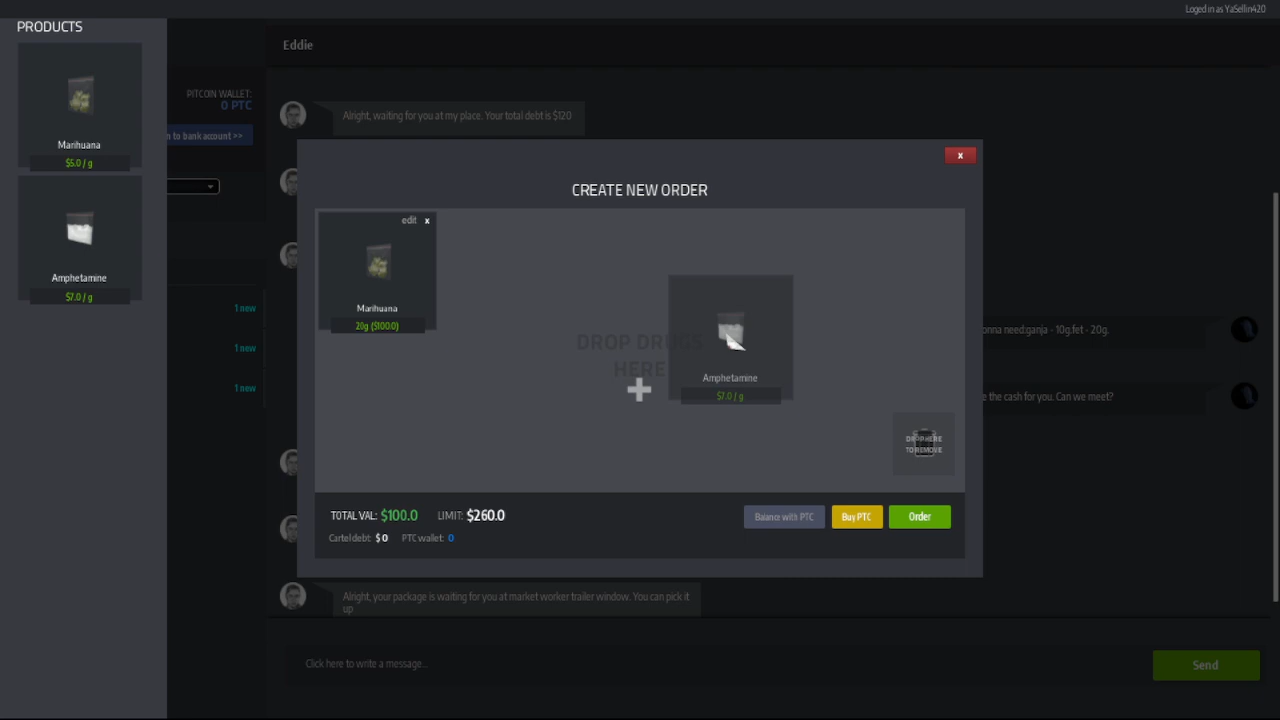 Loged in as YaSellin420
PRODUCTS
Marihuana
$5.0 / g
Amphetamine
$7.0 / g
PITCOIN WALLET:
0 PTC
n to bank account >>
1 new
1 new
1 new
Eddie
Alright, waiting for you at my place. Your total debt is $120
onna need:ganja - 10g.fet - 20g.
e the cash for you. Can we meet?
x
CREATE NEW ORDER
edit x
Marihuana
20g ($100.0)
DROP DRUGS
HERE
Amphetamine
$7.0 / g
DROP HERE
TO REMOVE
TOTAL VAL: $100.0 LIMIT: $260.0
Cartel debt: $ 0 PTC wallet: 0
Balance with PTC
Buy PTC
Order
Alright, your package is waiting for you at market worker trailer window. You can pick it
up
Click here to write a message...
Send